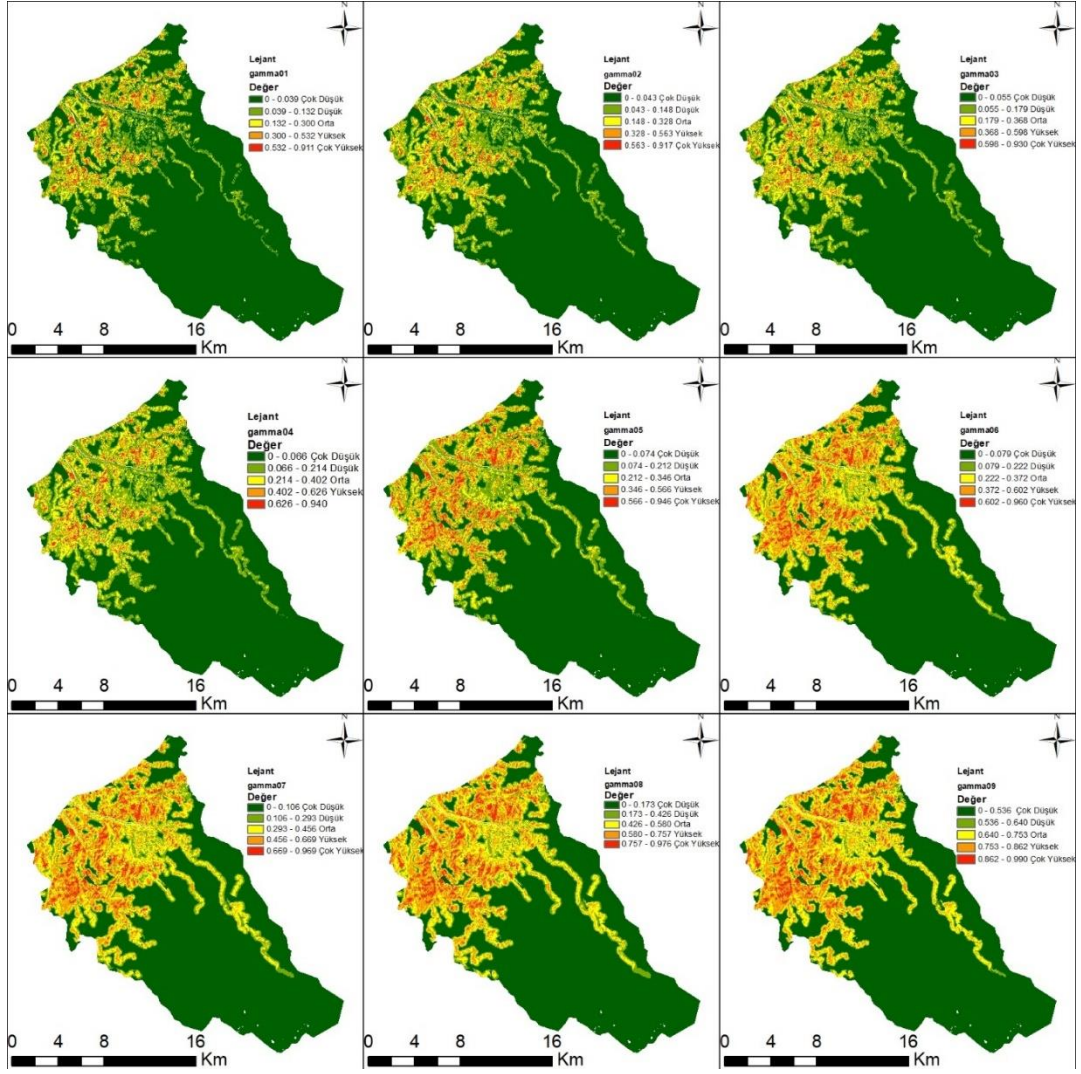 N
Lejant
gamma01
Değer
0 - 0.039 Çok Düşük
0.039 - 0.132 Düşük
0.132 - 0.300 Orta
0.300 - 0.532 Yüksek
0.532 - 0.911 Çok Yüksek
0 4 8 16
Km
N
Lejant
gamma02
Değer
0 - 0.043 Çok Düşük
0.043 - 0.148 Düşük
0.148 - 0.328 Orta
0.328 - 0.563 Yüksek
0.563 - 0.917 Çok Yüksek
0 4 8 16
Km
N
Lejant
gamma03
Değer
0 - 0.055 Çok Düşük
0.055 - 0.179 Düşük
0.179 - 0.368 Orta
0.368 - 0.598 Yüksek
0.598 - 0.930 Çok Yüksek
0 4 8 16
Km
N
Lejant
gamma04
Değer
0 - 0.066 Çok Düşük
0.066 - 0.214 Düşük
0.214 - 0.402 Orta
0.402 - 0.626 Yüksek
0.626 - 0.940
0 4 8 16
Km
N
Lejant
gamma05
Değer
0 - 0.074 Çok Düşük
0.074 - 0.212 Düşük
0.212 - 0.346 Orta
0.346 - 0.566 Yüksek
0.566 - 0.946 Çok Yüksek
0 4 8 16
Km
N
Lejant
gamma06
Değer
0 - 0.079 Çok Düşük
0.079 - 0.222 Düşük
0.222 - 0.372 Orta
0.372 - 0.602 Yüksek
0.602 - 0.960 Çok Yüksek
0 4 8 16
Km
N
Lejant
gamma07
Değer
0 - 0.106 Çok Düşük
0.106 - 0.293 Düşük
0.293 - 0.456 Orta
0.456 - 0.669 Yüksek
0.669 - 0.969 Çok Yüksek
0 4 8 16
Km
N
Lejant
gamma08
Değer
0 - 0.173 Çok Düşük
0.173 - 0.426 Düşük
0.426 - 0.580 Orta
0.580 - 0.757 Yüksek
0.757 - 0.976 Çok Yüksek
0 4 8 16
Km
N
Lejant
gamma09
Değer
0 - 0.536 Çok Düşük
0.536 - 0.640 Düşük
0.640 - 0.753 Orta
0.753 - 0.862 Yüksek
0.862 - 0.990 Çok Yüksek
0 4 8 16
Km